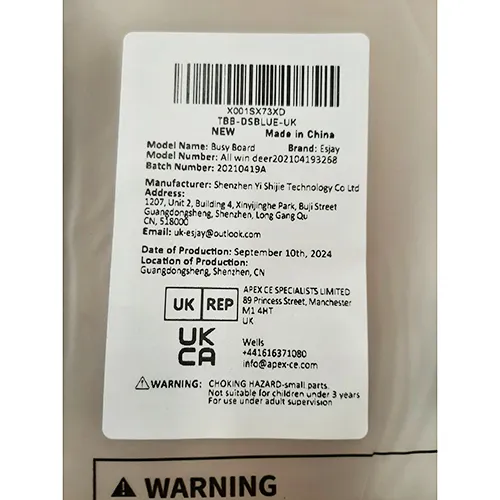 X001SX73XD
TBB-DSBLUE-UK
NEW Made in China
Model Name: Busy Board Brand: Esjay
Model Number: All win deer202104193268
Batch Number: 20210419A
Manufacturer: Shenzhen Yi Shijie Technology Co Ltd
Address:
1207, Unit 2, Building 4, Xinyijinghe Park, Buji Street
Guangdongsheng, Shenzhen, Long Gang Qu
CN, 518000
Email: uk-esjay@outlook.com
Date of Production: September 10th, 2024
Location of Production:
Guangdongsheng, Shenzhen, CN
UK REP
APEX CE SPECIALISTS LIMITED
89 Princess Street, Manchester
M1 4HT
UK
UK
CA
Wells
+441616371080
info@apex-ce.com
WARNING: CHOKING HAZARD-small parts.
Not suitable for children under 3 years
For use under adult supervision
WARNING